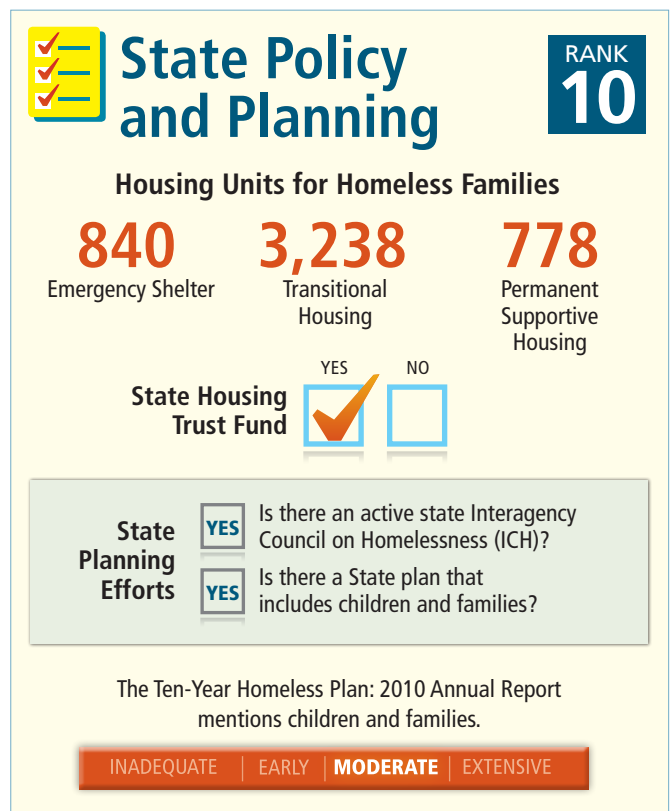 State Policy
and Planning
RANK
10
Housing Units for Homeless Families
840
Emergency Shelter
3,238
Transitional
Housing
778
Permanent
Supportive
Housing
YES
NO
State Housing
Trust Fund
State
Planning
Efforts
YES
Is there an active state Interagency
Council on Homelessness (ICH)?
YES
Is there a State plan that
includes children and families?
The Ten-Year Homeless Plan: 2010 Annual Report
mentions children and families.
INADEQUATE | EARLY | MODERATE | EXTENSIVE